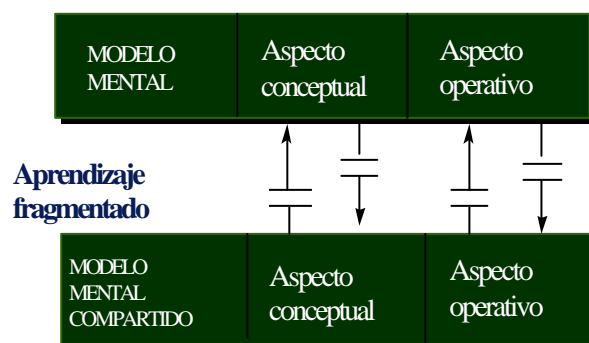 MODELO
MENTAL
Aspecto
conceptual
Aspecto
operativo
Aprendizaje
fragmentado
MODELO
MENTAL
COMPARTIDO
Aspecto
conceptual
Aspecto
operativo